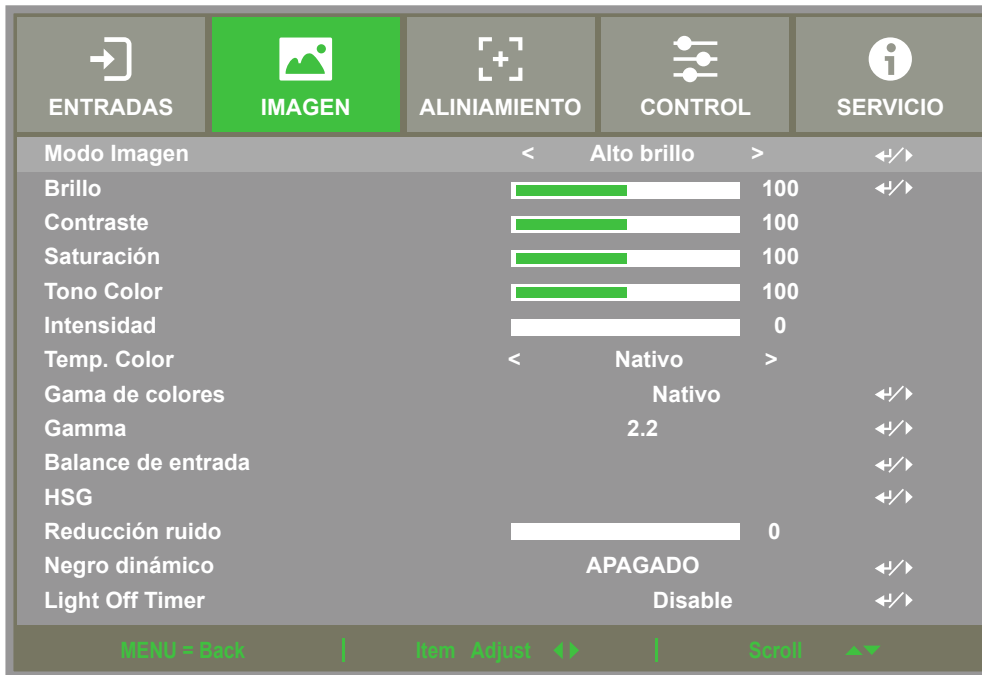 ENTRADAS IMAGEN ALINIAMIENTO CONTROL SERVICIO
Modo Imagen < Alto brillo >
Brillo 100
Contraste 100
Saturación 100
Tono Color 100
Intensidad 0
Temp. Color < Nativo >
Gama de colores Nativo
Gamma 2.2
Balance de entrada
HSG
Reducción ruido 0
Negro dinámico APAGADO
Light Off Timer Disable
MENU = Back | Item Adjust | Scroll